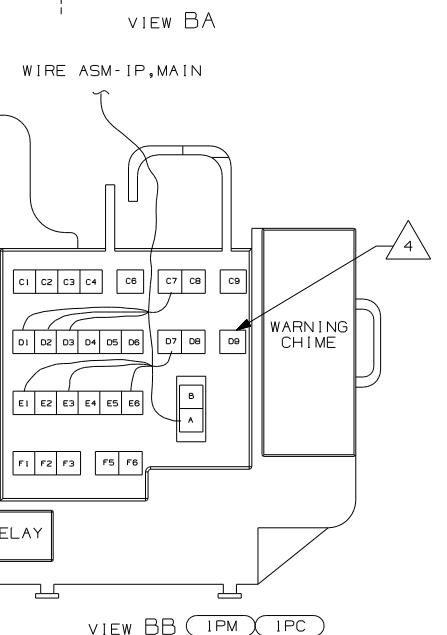 VIEW BA
WIRE ASM-IP,MAIN
4
C1 C2 C3 C4 C6 C7 C8 C9
D1 D2 D3 D4 D5 D6 D7 D8 D9
WARNING
CHIME
E1 E2 E3 E4 E5 E6
B
A
F1 F2 F3 F5 F6
ELAY
VIEW BB 1PM 1PC